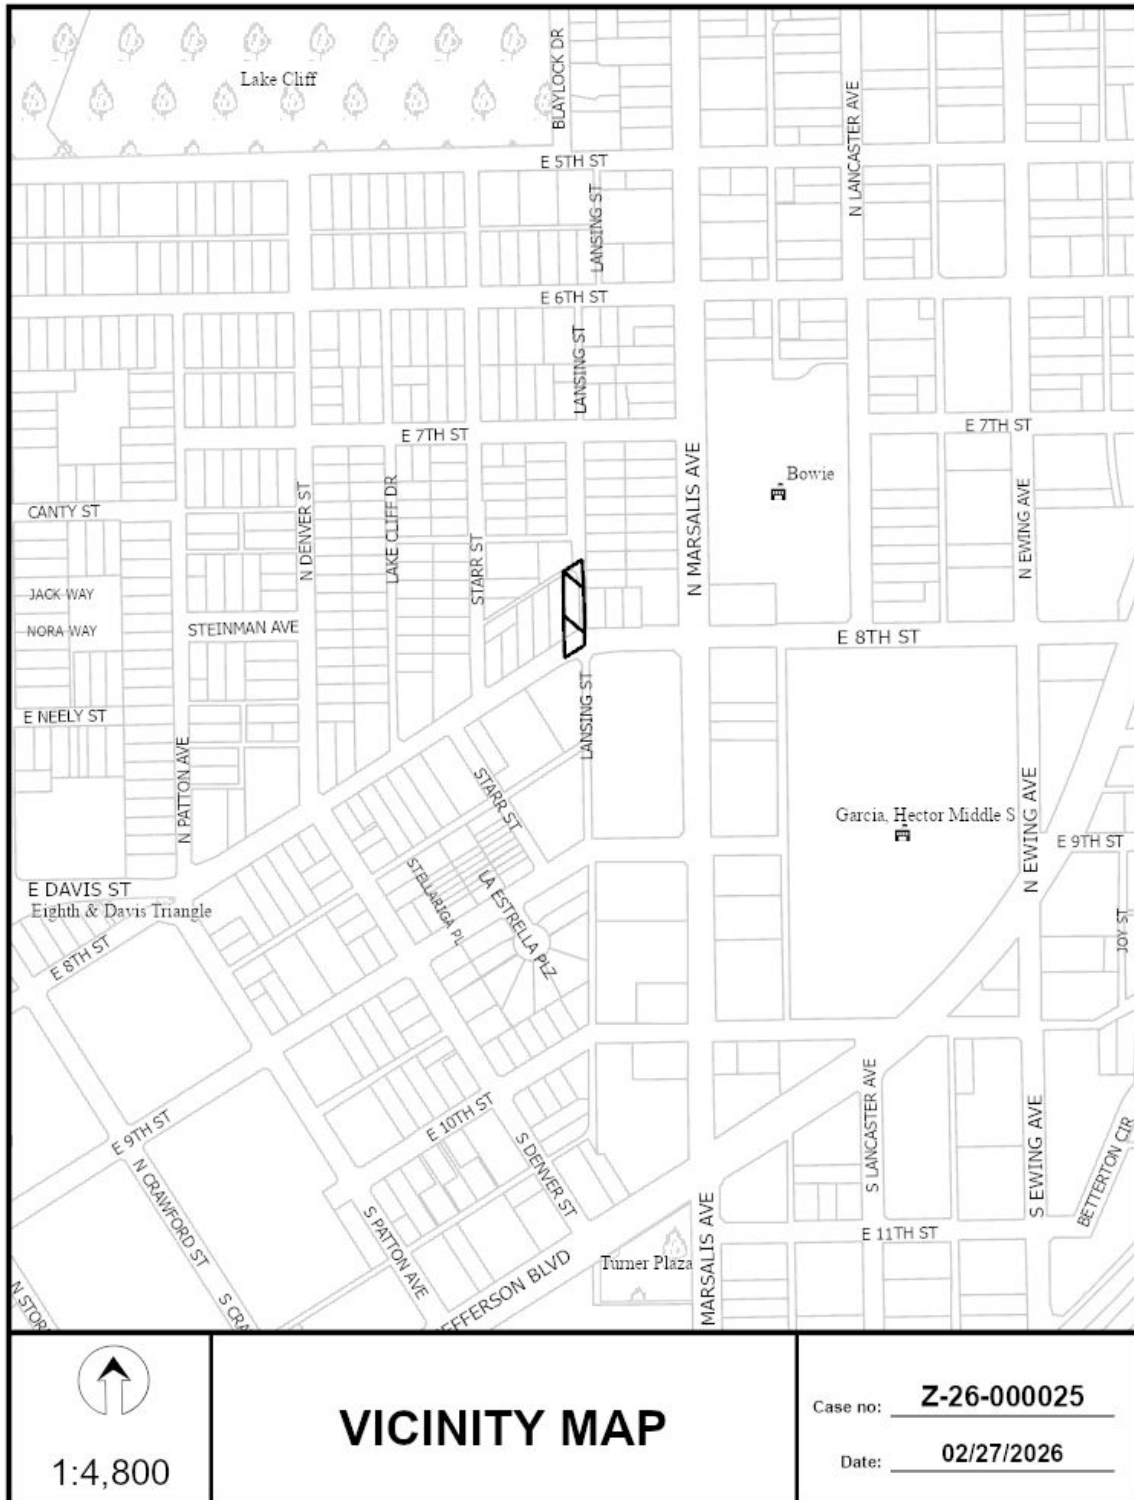 Lake Cliff
BLAYLOCK DR
N LANCASTER AVE
E 5TH ST
LANSING ST
E 6TH ST
LANSING ST
E 7TH ST
E 7TH ST
N MARSALIS AVE
Bowie
CANTY ST
N DENVER ST
LAKE CLIFF DR
STARR ST
N EWING AVE
JACK WAY
NORA WAY
STEINMAN AVE
E 8TH ST
LANSING ST
E NEELY ST
N PATTON AVE
STARR ST
N EWING AVE
Garcia, Hector Middle S
E 9TH ST
STELLARIGA PL
LA ESTRELLA PLZ
E DAVIS ST
Eighth & Davis Triangle
E 8TH ST
JOY ST
E 9TH ST
E 10TH ST
S DENVER ST
S LANCASTER AVE
S EWING AVE
BETTERTON CIR
N CRAWFORD ST
S PATTON AVE
MARSALIS AVE
E 11TH ST
Turner Plaza
EFFERSON BLVD
N STOR
S CRA
1:4,800
VICINITY MAP
Case no: Z-26-000025
Date: 02/27/2026